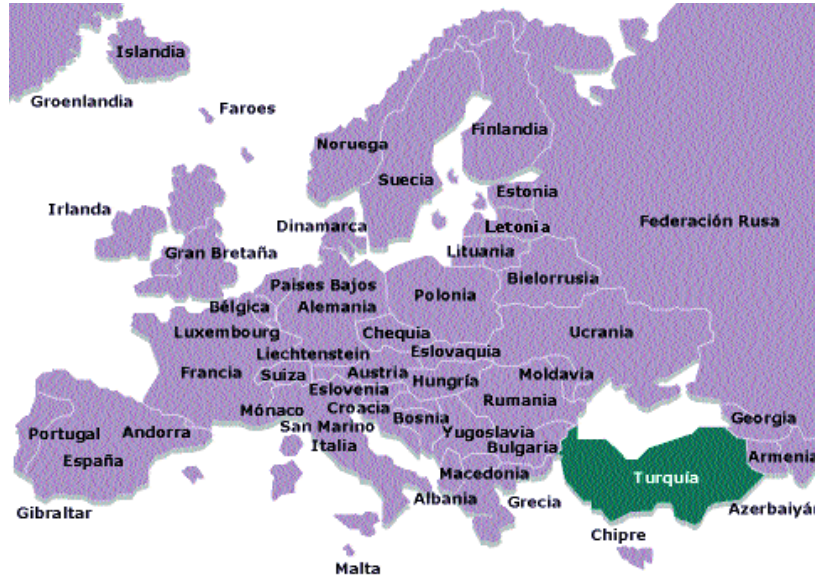 Islandia
Groenlandia
Faroes
Noruega
Finlandia
Suecia
Estonia
Irlanda
Dinamarca
Letonia
Federación Rusa
Gran Bretaña
Lituania
Bielorrusia
Paises Bajos
Polonia
Bélgica
Alemania
Luxembourg
Chequia
Ucrania
Liechtenstein
Eslovaquia
Francia
Suiza
Austria
Hungría
Moldavia
Eslovenia
Rumania
Mónaco
Croacia
Bosnia
Georgia
San Marino
Portugal
Andorra
Yugoslavia
Italia
Bulgaria
España
Armenia
Macedonia
Turquía
Albania
Grecia
Azerbaiyán
Gibraltar
Chipre
Malta